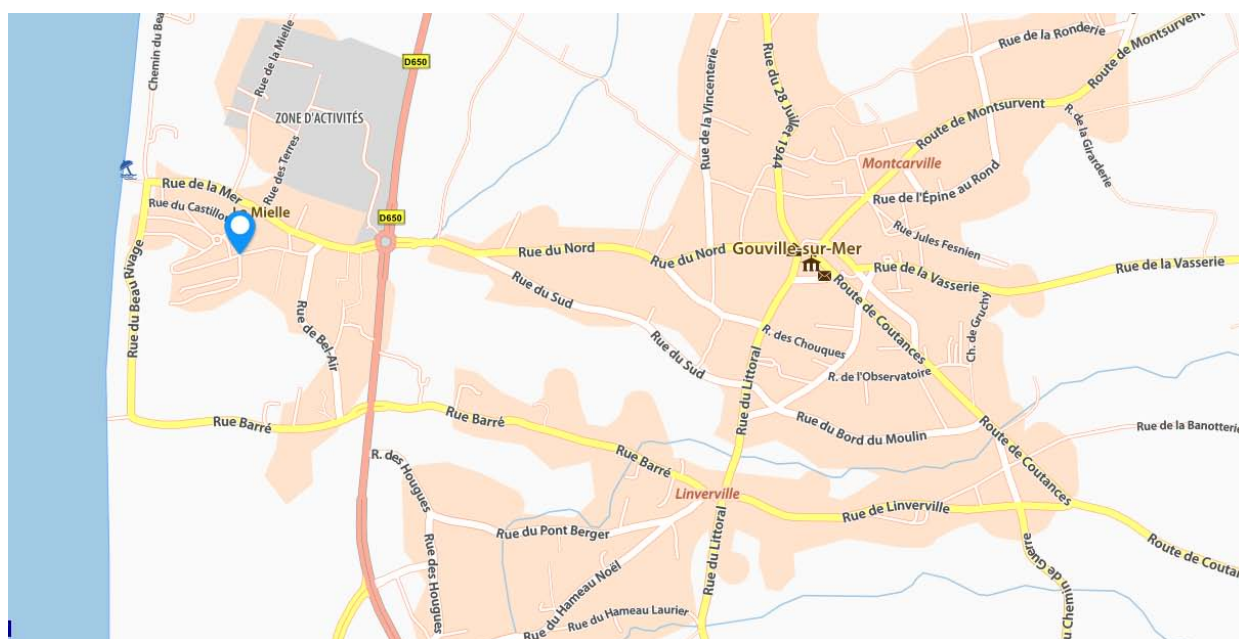 Chemin du Beau
Rue de la Mielle
D650
ZONE D'ACTIVITÉS
Rue des Terres
Rue de la Mer
Rue du Castillon
La Mielle
D650
Rue du Beau Rivage
Rue de Bel-Air
Rue Barré
Rue du Nord
Rue du Nord
Rue du Sud
Rue du Sud
Rue de la Vincenterie
Rue du 28 Juillet 1944
Rue de la Ronderie
Route de Montsurvent
Route de Montsurvent
R. de la Girarderie
Montcarville
Rue de l'Épine au Rond
Rue Jules Fesnien
Gouville-sur-Mer
Rue de la Vasserie
Rue de la Vasserie
Route de Coutances
Ch. de Gruchy
R. des Chouques
R. de l'Observatoire
Rue du Littoral
Rue du Bord du Moulin
Route de Coutances
Rue de la Banotterie
Rue Barré
Rue Barré
Linverville
Rue de Linverville
R. des Hougues
Rue du Pont Berger
Rue des Hougues
Rue du Hameau Noël
Rue du Hameau Laurier
Rue du Littoral
u Chemin de Guerre
Route de Coutan